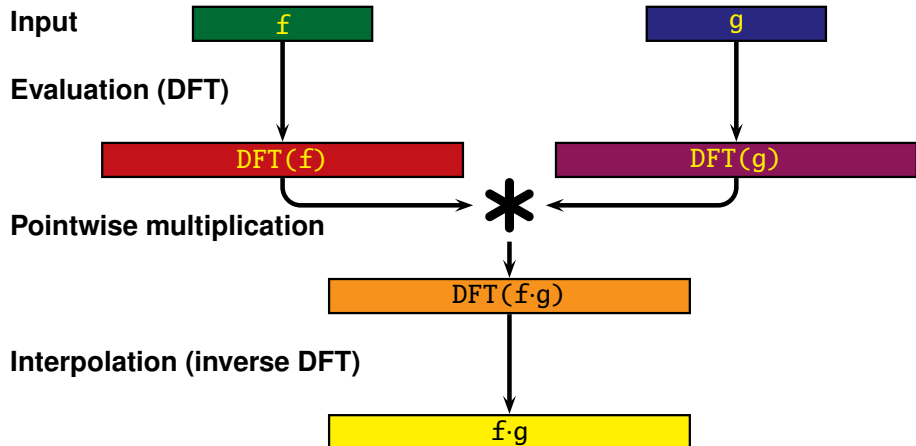 Input
f
g
Evaluation (DFT)
DFT(f)
DFT(g)
*
Pointwise multiplication
DFT(f·g)
Interpolation (inverse DFT)
f·g